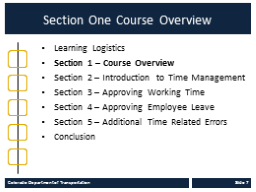 Section One Course Overview
• Learning Logistics
• Section 1 – Course Overview
• Section 2 – Introduction to Time Management
• Section 3 – Approving Working Time
• Section 4 – Approving Employee Leave
• Section 5 – Additional Time Related Errors
• Conclusion
Colorado Department of Transportation
Slide 7